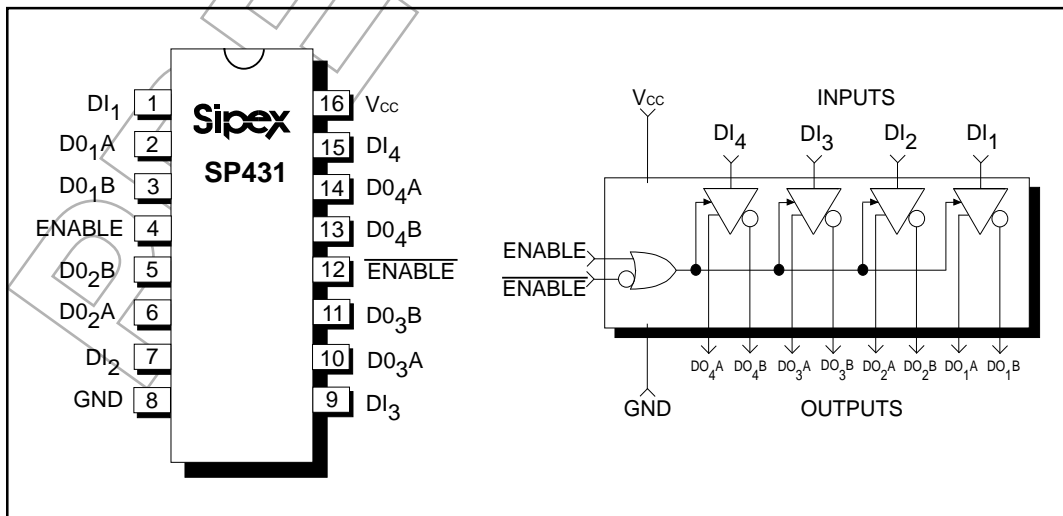 Sipex
SP431
DI1 1
D01A 2
D01B 3
ENABLE 4
D02B 5
D02A 6
DI2 7
GND 8
16 VCC
15 DI4
14 D04A
13 D04B
12 ENABLE
11 D03B
10 D03A
9 DI3
VCC
INPUTS
DI4 DI3 DI2 DI1
ENABLE
ENABLE
DO4A DO4B DO3A DO3B DO2A DO2B DO1A DO1B
GND
OUTPUTS